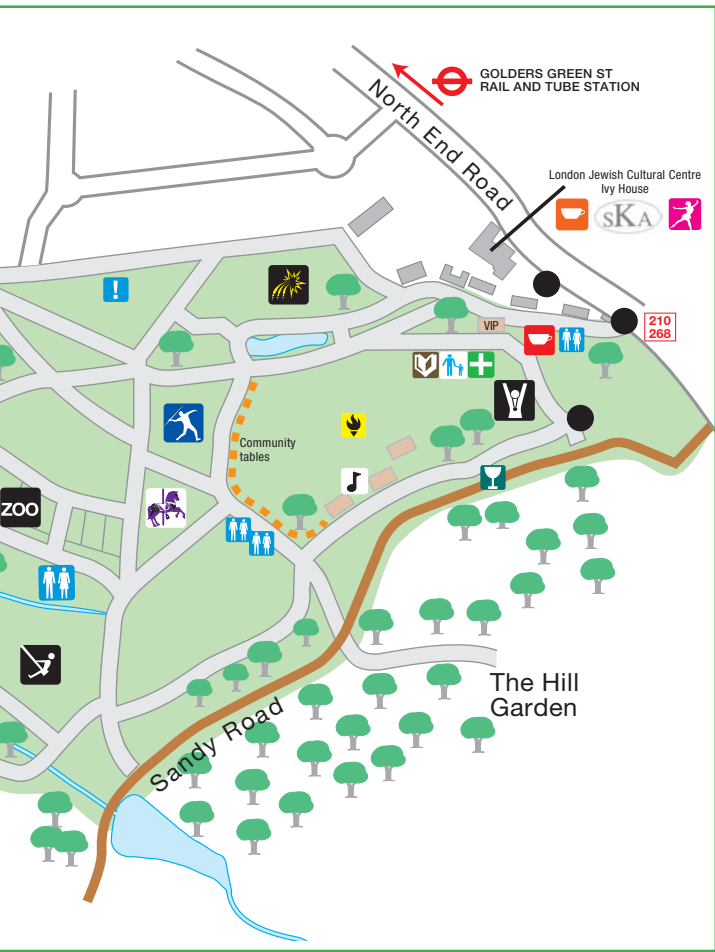 GOLDERS GREEN ST
RAIL AND TUBE STATION
North End Road
London Jewish Cultural Centre
Ivy House
SKA
!
VIP
210
268
Community
tables
ZOO
The Hill
Garden
Sandy Road